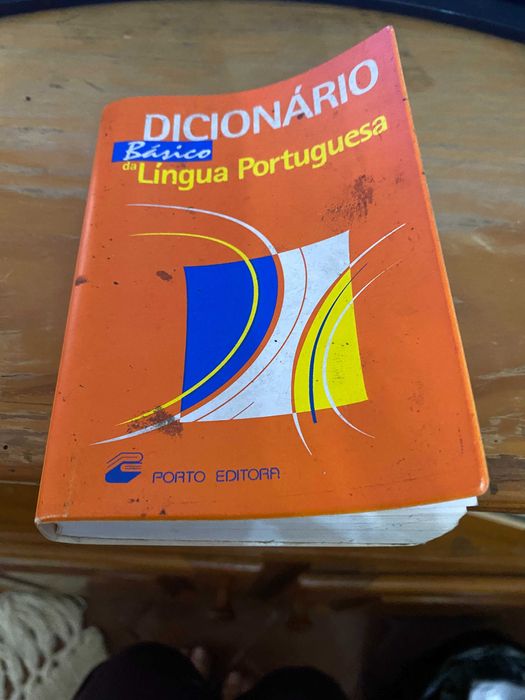 DICIONÁRIO
Básico
da Língua Portuguesa
PORTO EDITORA